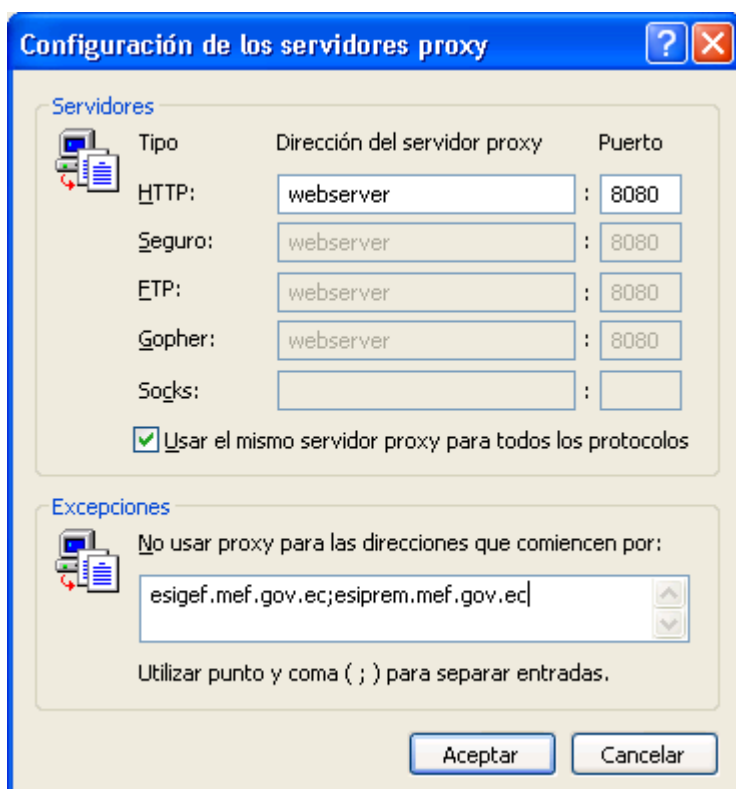 Configuración de los servidores proxy
Servidores
Tipo Dirección del servidor proxy Puerto
HTTP: webserver : 8080
Seguro: webserver : 8080
FTP: webserver : 8080
Gopher: webserver : 8080
Socks: :
Usar el mismo servidor proxy para todos los protocolos
Excepciones
No usar proxy para las direcciones que comiencen por:
esigef.mef.gov.ec;esiprem.mef.gov.ec
Utilizar punto y coma ( ; ) para separar entradas.
Aceptar Cancelar